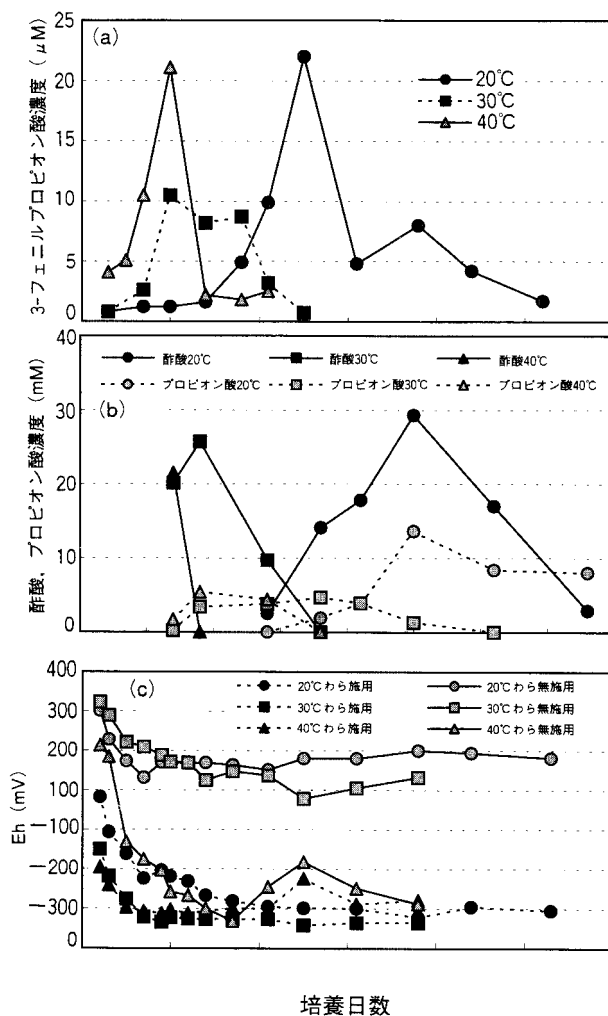 3-フェニルプロピオン酸濃度（μM）
25
20
15
10
5
0
(a)
20℃
30℃
40℃
酢酸、プロピオン酸濃度（mM）
40
30
20
10
0
(b)
酢酸20℃ 酢酸30℃ 酢酸40℃
プロピオン酸20℃ プロピオン酸30℃ プロピオン酸40℃
Eh（mV）
400
300
200
100
－100
－200
－300
0
(c)
20℃わら施用 20℃わら無施用
30℃わら施用 30℃わら無施用
40℃わら施用 40℃わら無施用
培養日数